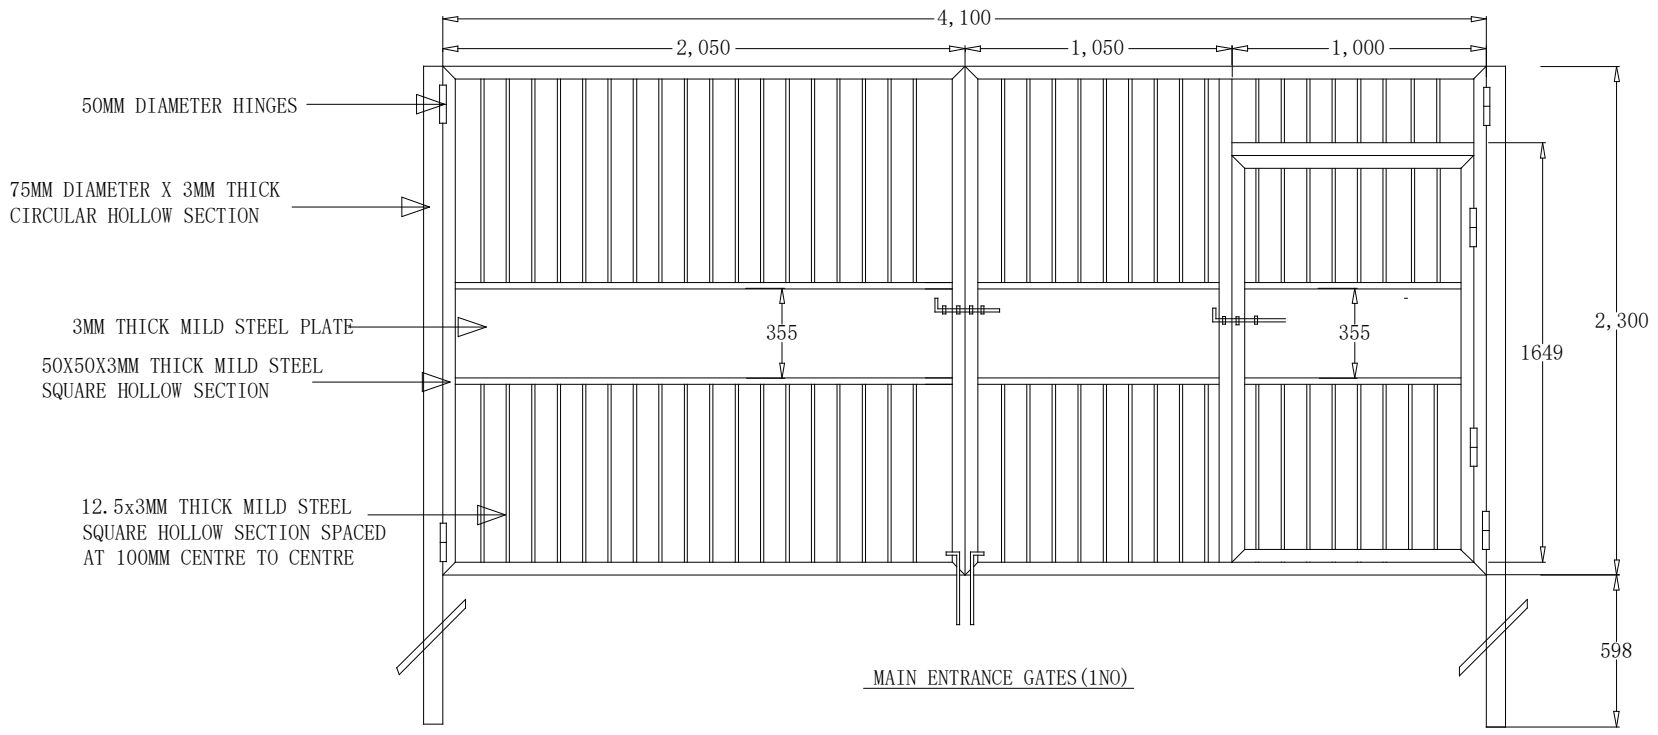 4,100
2,050
1,050
1,000
50MM DIAMETER HINGES
75MM DIAMETER X 3MM THICK
CIRCULAR HOLLOW SECTION
3MM THICK MILD STEEL PLATE
355
355
2,300
1649
50X50X3MM THICK MILD STEEL
SQUARE HOLLOW SECTION
12.5x3MM THICK MILD STEEL
SQUARE HOLLOW SECTION SPACED
AT 100MM CENTRE TO CENTRE
598
MAIN ENTRANCE GATES(1NO)